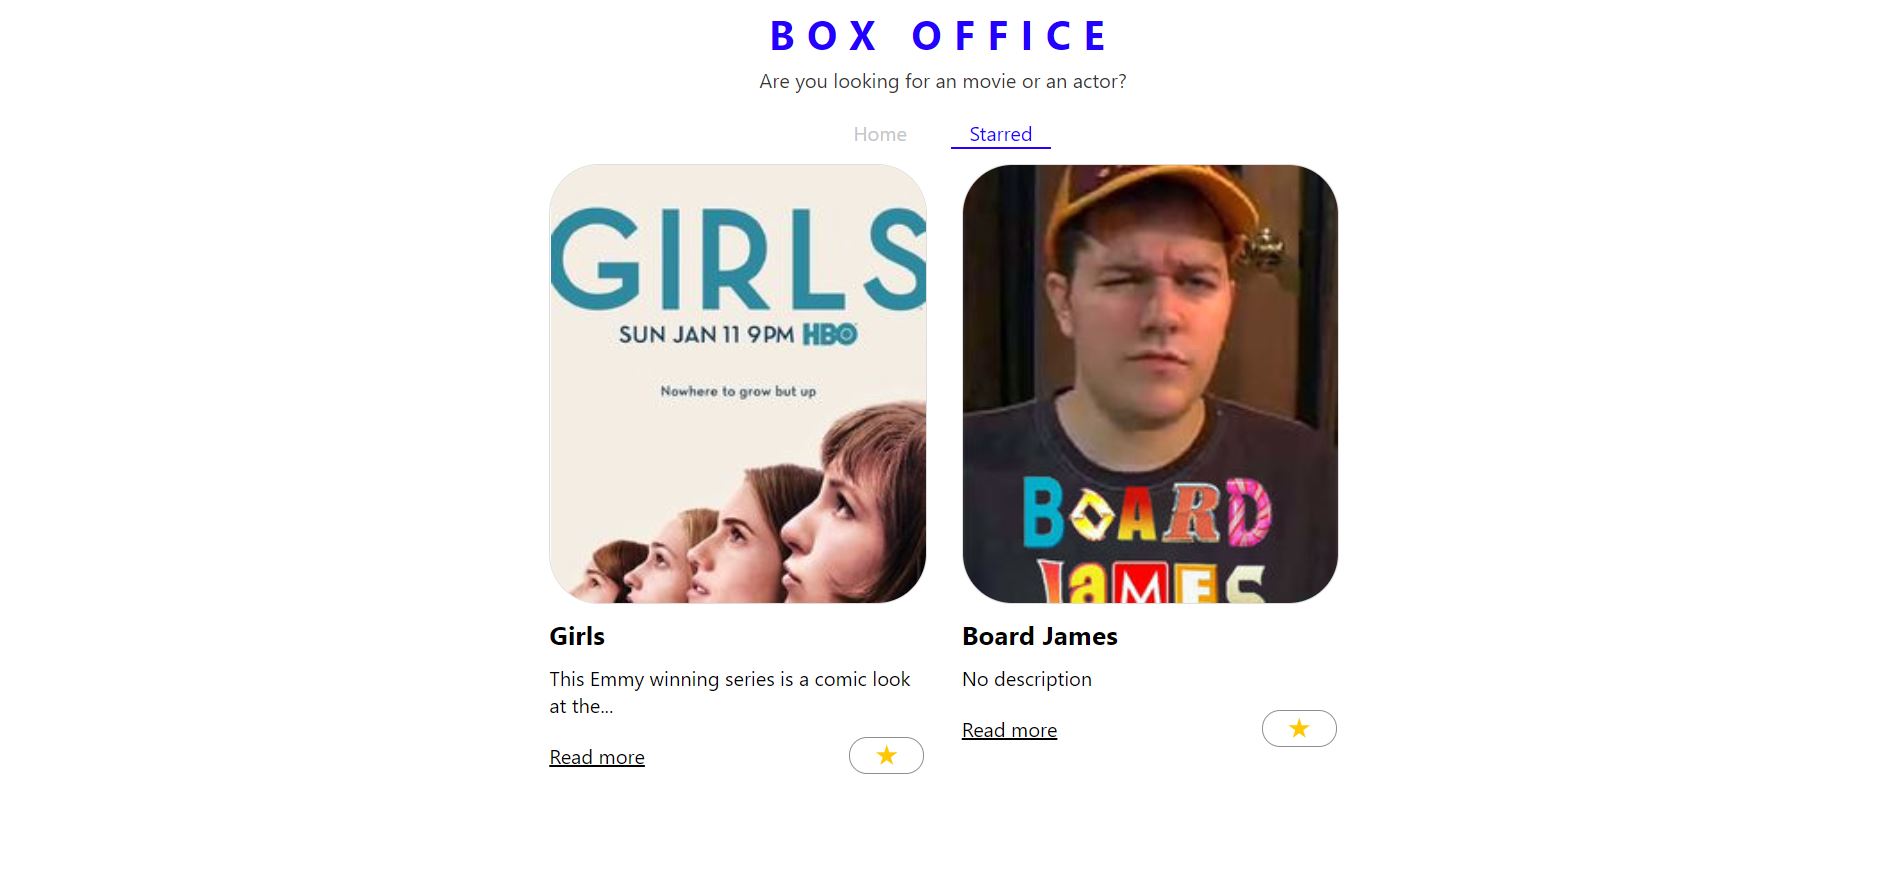 BOX OFFICE
Are you looking for an movie or an actor?
Home Starred
GIRLS
SUN JAN 11 9PM HBO
Nowhere to grow but up
BOARD
JAMES
Girls
This Emmy winning series is a comic look
at the...
Read more
Board James
No description
Read more